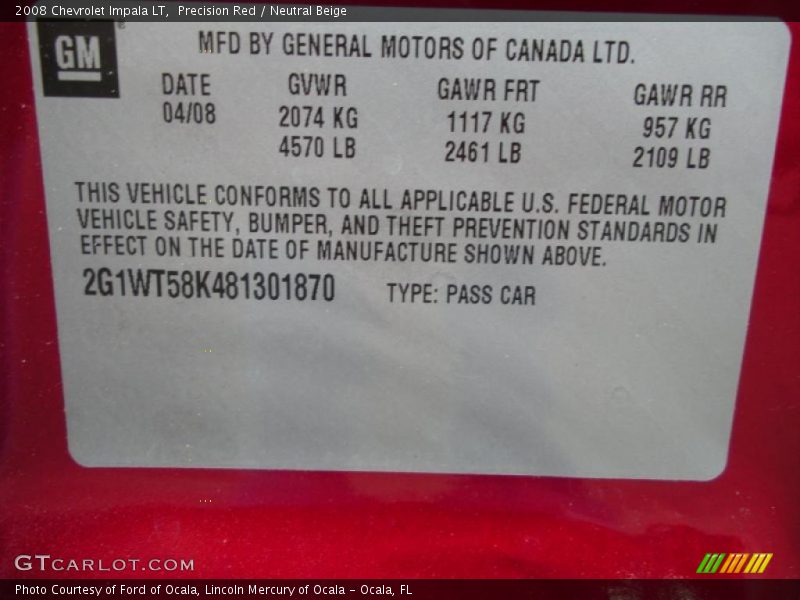 2008 Chevrolet Impala LT, Precision Red / Neutral Beige
GM
MFD BY GENERAL MOTORS OF CANADA LTD.
DATE GVWR GAWR FRT GAWR RR
04/08 2074 KG 1117 KG 957 KG
4570 LB 2461 LB 2109 LB
THIS VEHICLE CONFORMS TO ALL APPLICABLE U.S. FEDERAL MOTOR
VEHICLE SAFETY, BUMPER, AND THEFT PREVENTION STANDARDS IN
EFFECT ON THE DATE OF MANUFACTURE SHOWN ABOVE.
2G1WT58K481301870 TYPE: PASS CAR
GTCARLOT.COM
Photo Courtesy of Ford of Ocala, Lincoln Mercury of Ocala – Ocala, FL